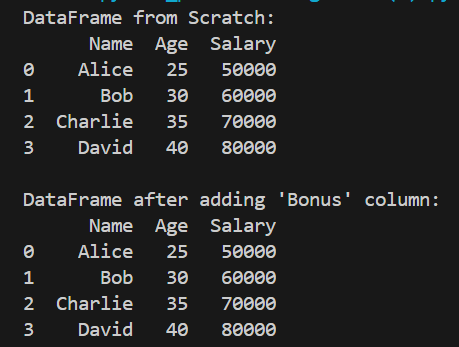 DataFrame from Scratch:
      Name  Age  Salary
0    Alice   25   50000
1      Bob   30   60000
2  Charlie   35   70000
3    David   40   80000

DataFrame after adding 'Bonus' column:
      Name  Age  Salary
0    Alice   25   50000
1      Bob   30   60000
2  Charlie   35   70000
3    David   40   80000